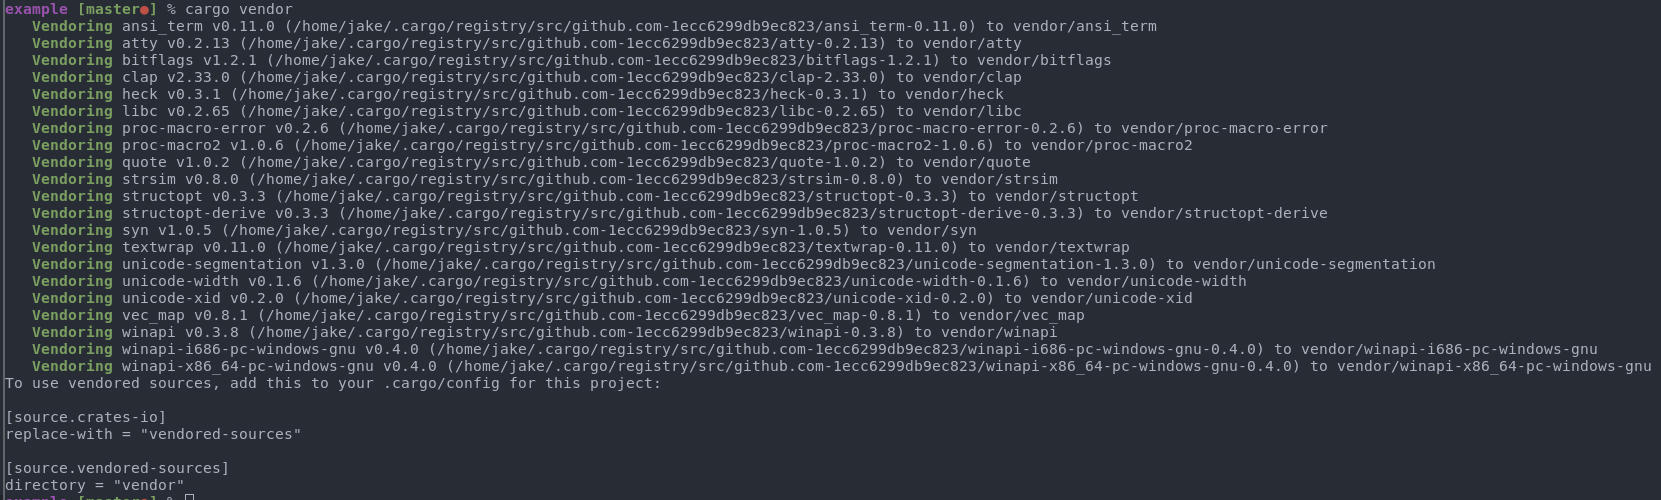 example [master●] % cargo vendor
   Vendoring ansi_term v0.11.0 (/home/jake/.cargo/registry/src/github.com-1ecc6299db9ec823/ansi_term-0.11.0) to vendor/ansi_term
   Vendoring atty v0.2.13 (/home/jake/.cargo/registry/src/github.com-1ecc6299db9ec823/atty-0.2.13) to vendor/atty
   Vendoring bitflags v1.2.1 (/home/jake/.cargo/registry/src/github.com-1ecc6299db9ec823/bitflags-1.2.1) to vendor/bitflags
   Vendoring clap v2.33.0 (/home/jake/.cargo/registry/src/github.com-1ecc6299db9ec823/clap-2.33.0) to vendor/clap
   Vendoring heck v0.3.1 (/home/jake/.cargo/registry/src/github.com-1ecc6299db9ec823/heck-0.3.1) to vendor/heck
   Vendoring libc v0.2.65 (/home/jake/.cargo/registry/src/github.com-1ecc6299db9ec823/libc-0.2.65) to vendor/libc
   Vendoring proc-macro-error v0.2.6 (/home/jake/.cargo/registry/src/github.com-1ecc6299db9ec823/proc-macro-error-0.2.6) to vendor/proc-macro-error
   Vendoring proc-macro2 v1.0.6 (/home/jake/.cargo/registry/src/github.com-1ecc6299db9ec823/proc-macro2-1.0.6) to vendor/proc-macro2
   Vendoring quote v1.0.2 (/home/jake/.cargo/registry/src/github.com-1ecc6299db9ec823/quote-1.0.2) to vendor/quote
   Vendoring strsim v0.8.0 (/home/jake/.cargo/registry/src/github.com-1ecc6299db9ec823/strsim-0.8.0) to vendor/strsim
   Vendoring structopt v0.3.3 (/home/jake/.cargo/registry/src/github.com-1ecc6299db9ec823/structopt-0.3.3) to vendor/structopt
   Vendoring structopt-derive v0.3.3 (/home/jake/.cargo/registry/src/github.com-1ecc6299db9ec823/structopt-derive-0.3.3) to vendor/structopt-derive
   Vendoring syn v1.0.5 (/home/jake/.cargo/registry/src/github.com-1ecc6299db9ec823/syn-1.0.5) to vendor/syn
   Vendoring textwrap v0.11.0 (/home/jake/.cargo/registry/src/github.com-1ecc6299db9ec823/textwrap-0.11.0) to vendor/textwrap
   Vendoring unicode-segmentation v1.3.0 (/home/jake/.cargo/registry/src/github.com-1ecc6299db9ec823/unicode-segmentation-1.3.0) to vendor/unicode-segmentation
   Vendoring unicode-width v0.1.6 (/home/jake/.cargo/registry/src/github.com-1ecc6299db9ec823/unicode-width-0.1.6) to vendor/unicode-width
   Vendoring unicode-xid v0.2.0 (/home/jake/.cargo/registry/src/github.com-1ecc6299db9ec823/unicode-xid-0.2.0) to vendor/unicode-xid
   Vendoring vec_map v0.8.1 (/home/jake/.cargo/registry/src/github.com-1ecc6299db9ec823/vec_map-0.8.1) to vendor/vec_map
   Vendoring winapi v0.3.8 (/home/jake/.cargo/registry/src/github.com-1ecc6299db9ec823/winapi-0.3.8) to vendor/winapi
   Vendoring winapi-i686-pc-windows-gnu v0.4.0 (/home/jake/.cargo/registry/src/github.com-1ecc6299db9ec823/winapi-i686-pc-windows-gnu-0.4.0) to vendor/winapi-i686-pc-windows-gnu
   Vendoring winapi-x86_64-pc-windows-gnu v0.4.0 (/home/jake/.cargo/registry/src/github.com-1ecc6299db9ec823/winapi-x86_64-pc-windows-gnu-0.4.0) to vendor/winapi-x86_64-pc-windows-gnu
To use vendored sources, add this to your .cargo/config for this project:

[source.crates-io]
replace-with = "vendored-sources"

[source.vendored-sources]
directory = "vendor"